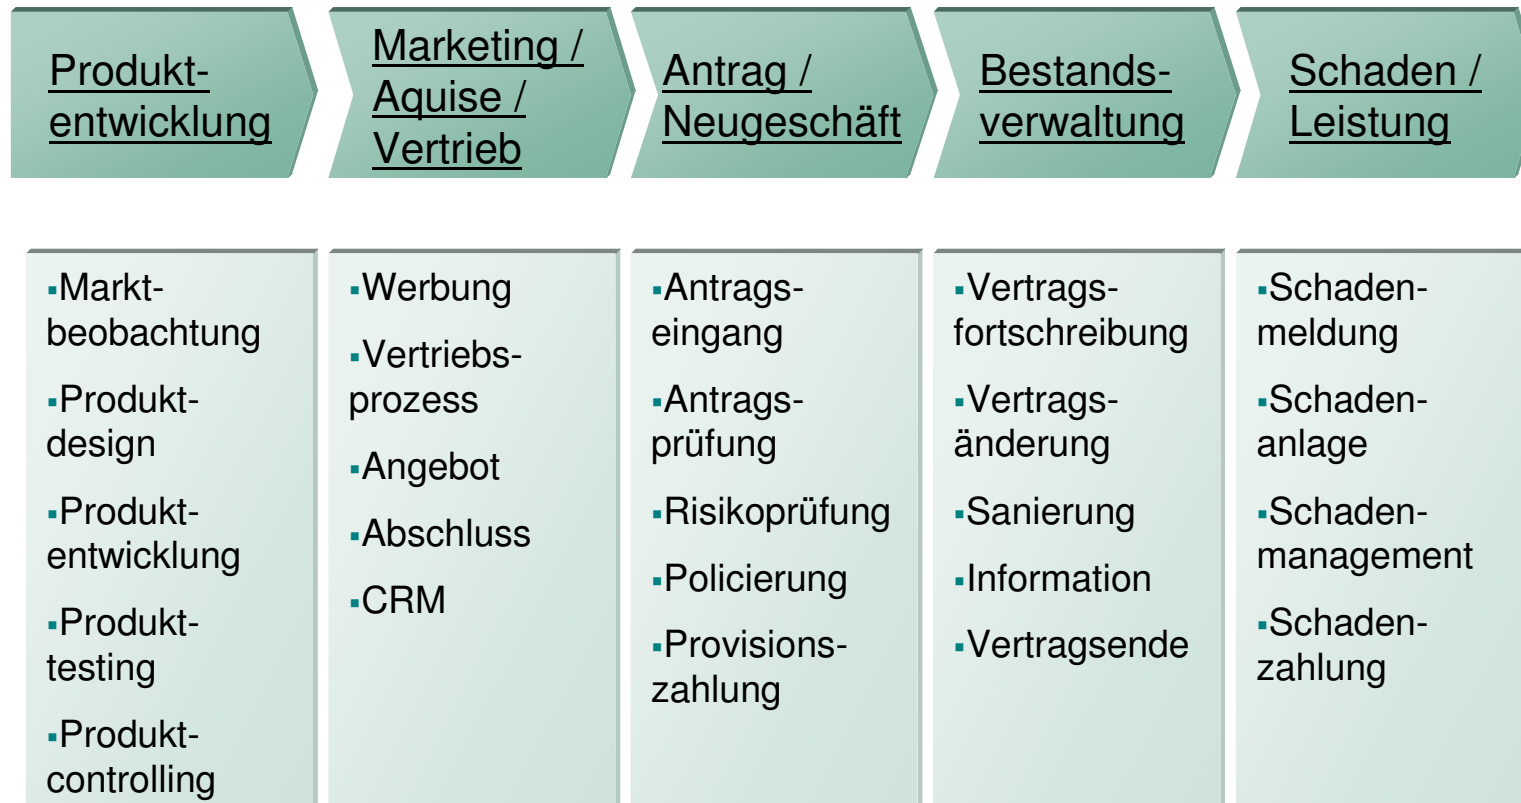 Produkt-
entwicklung
Marketing /
Aquise /
Vertrieb
Antrag /
Neugeschäft
Bestands-
verwaltung
Schaden /
Leistung
▪Markt-
beobachtung
▪Produkt-
design
▪Produkt-
entwicklung
▪Produkt-
testing
▪Produkt-
controlling
▪Werbung
▪Vertriebs-
prozess
▪Angebot
▪Abschluss
▪CRM
▪Antrags-
eingang
▪Antrags-
prüfung
▪Risikoprüfung
▪Policierung
▪Provisions-
zahlung
▪Vertrags-
fortschreibung
▪Vertrags-
änderung
▪Sanierung
▪Information
▪Vertragsende
▪Schaden-
meldung
▪Schaden-
anlage
▪Schaden-
management
▪Schaden-
zahlung